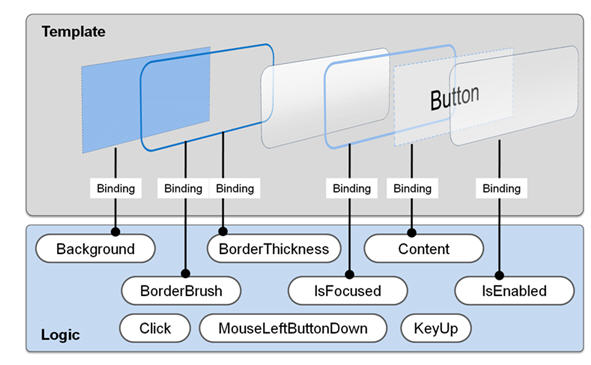 Template
Button
Binding
Binding
Binding
Binding
Binding
Binding
Background
BorderThickness
Content
BorderBrush
IsFocused
IsEnabled
Click
MouseLeftButtonDown
KeyUp
Logic